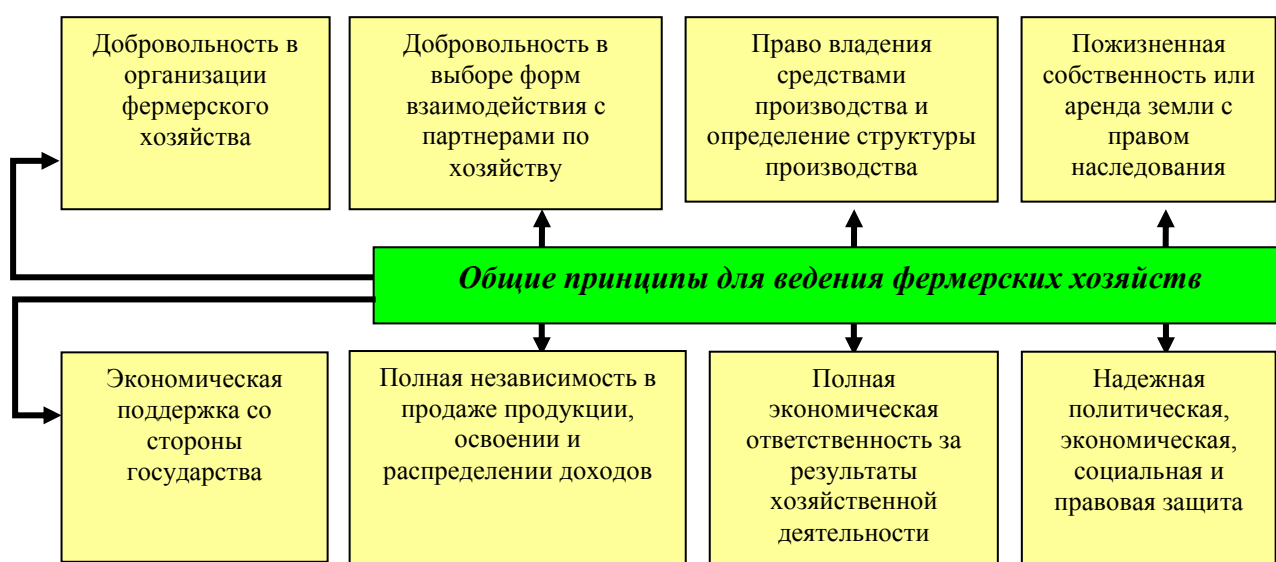 Добровольность в
организации
фермерского
хозяйства
Добровольность в
выборе форм
взаимодействия с
партнерами по
хозяйству
Право владения
средствами
производства и
определение структуры
производства
Пожизненная
собственность или
аренда земли с
правом
наследования
Общие принципы для ведения фермерских хозяйств
Экономическая
поддержка со
стороны
государства
Полная независимость в
продаже продукции,
освоении и
распределении доходов
Полная
экономическая
ответственность за
результаты
хозяйственной
деятельности
Надежная
политическая,
экономическая,
социальная и
правовая защита